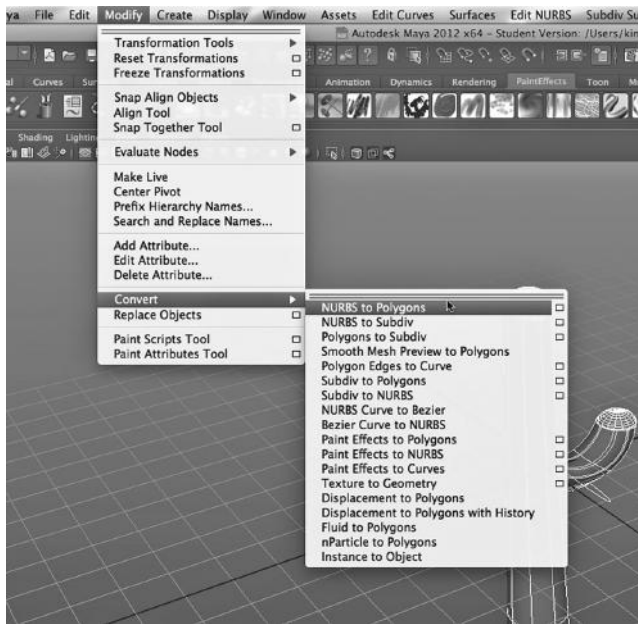 ya File Edit Modify Create Display Window Assets Edit Curves Surfaces Edit NURBS Subdiv Su
Autodesk Maya 2012 x64 – Student Version: /Users/kin
Curves Sur
Animation Dynamics Rendering PaintEffects Toon
Shading Lightin
Transformation Tools
Reset Transformations
Freeze Transformations
Snap Align Objects
Align Tool
Snap Together Tool
Evaluate Nodes
Make Live
Center Pivot
Prefix Hierarchy Names...
Search and Replace Names...
Add Attribute...
Edit Attribute...
Delete Attribute...
Convert
Replace Objects
Paint Scripts Tool
Paint Attributes Tool
NURBS to Polygons
NURBS to Subdiv
Polygons to Subdiv
Smooth Mesh Preview to Polygons
Polygon Edges to Curve
Subdiv to Polygons
Subdiv to NURBS
NURBS Curve to Bezier
Bezier Curve to NURBS
Paint Effects to Polygons
Paint Effects to NURBS
Paint Effects to Curves
Texture to Geometry
Displacement to Polygons
Displacement to Polygons with History
Fluid to Polygons
nParticle to Polygons
Instance to Object